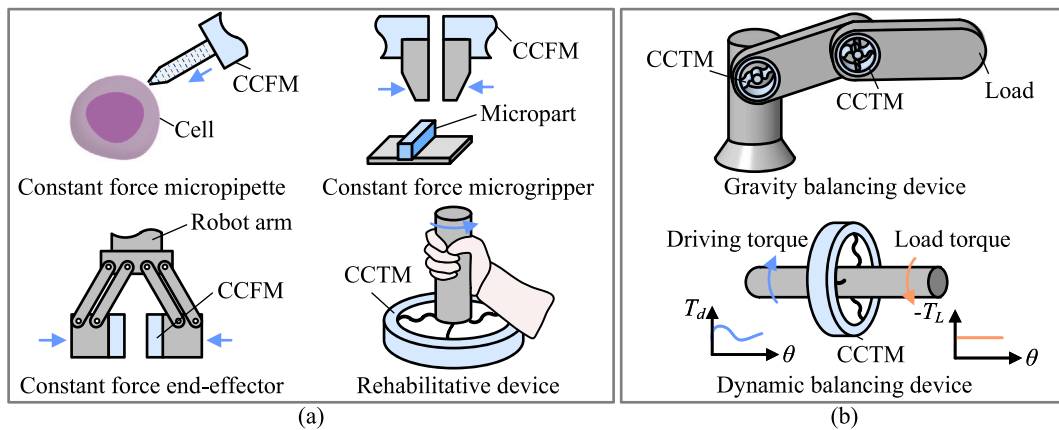 CCFM
Cell
Constant force micropipette
CCFM
Micropart
Constant force microgripper
Robot arm
CCFM
Constant force end-effector
CCTM
Rehabilitative device
(a)
CCTM
CCTM
Load
Gravity balancing device
Driving torque
Load torque
T_d
θ
CCTM
-T_L
θ
Dynamic balancing device
(b)